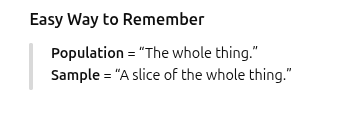 Easy Way to Remember
Population = “The whole thing.”
Sample = “A slice of the whole thing.”